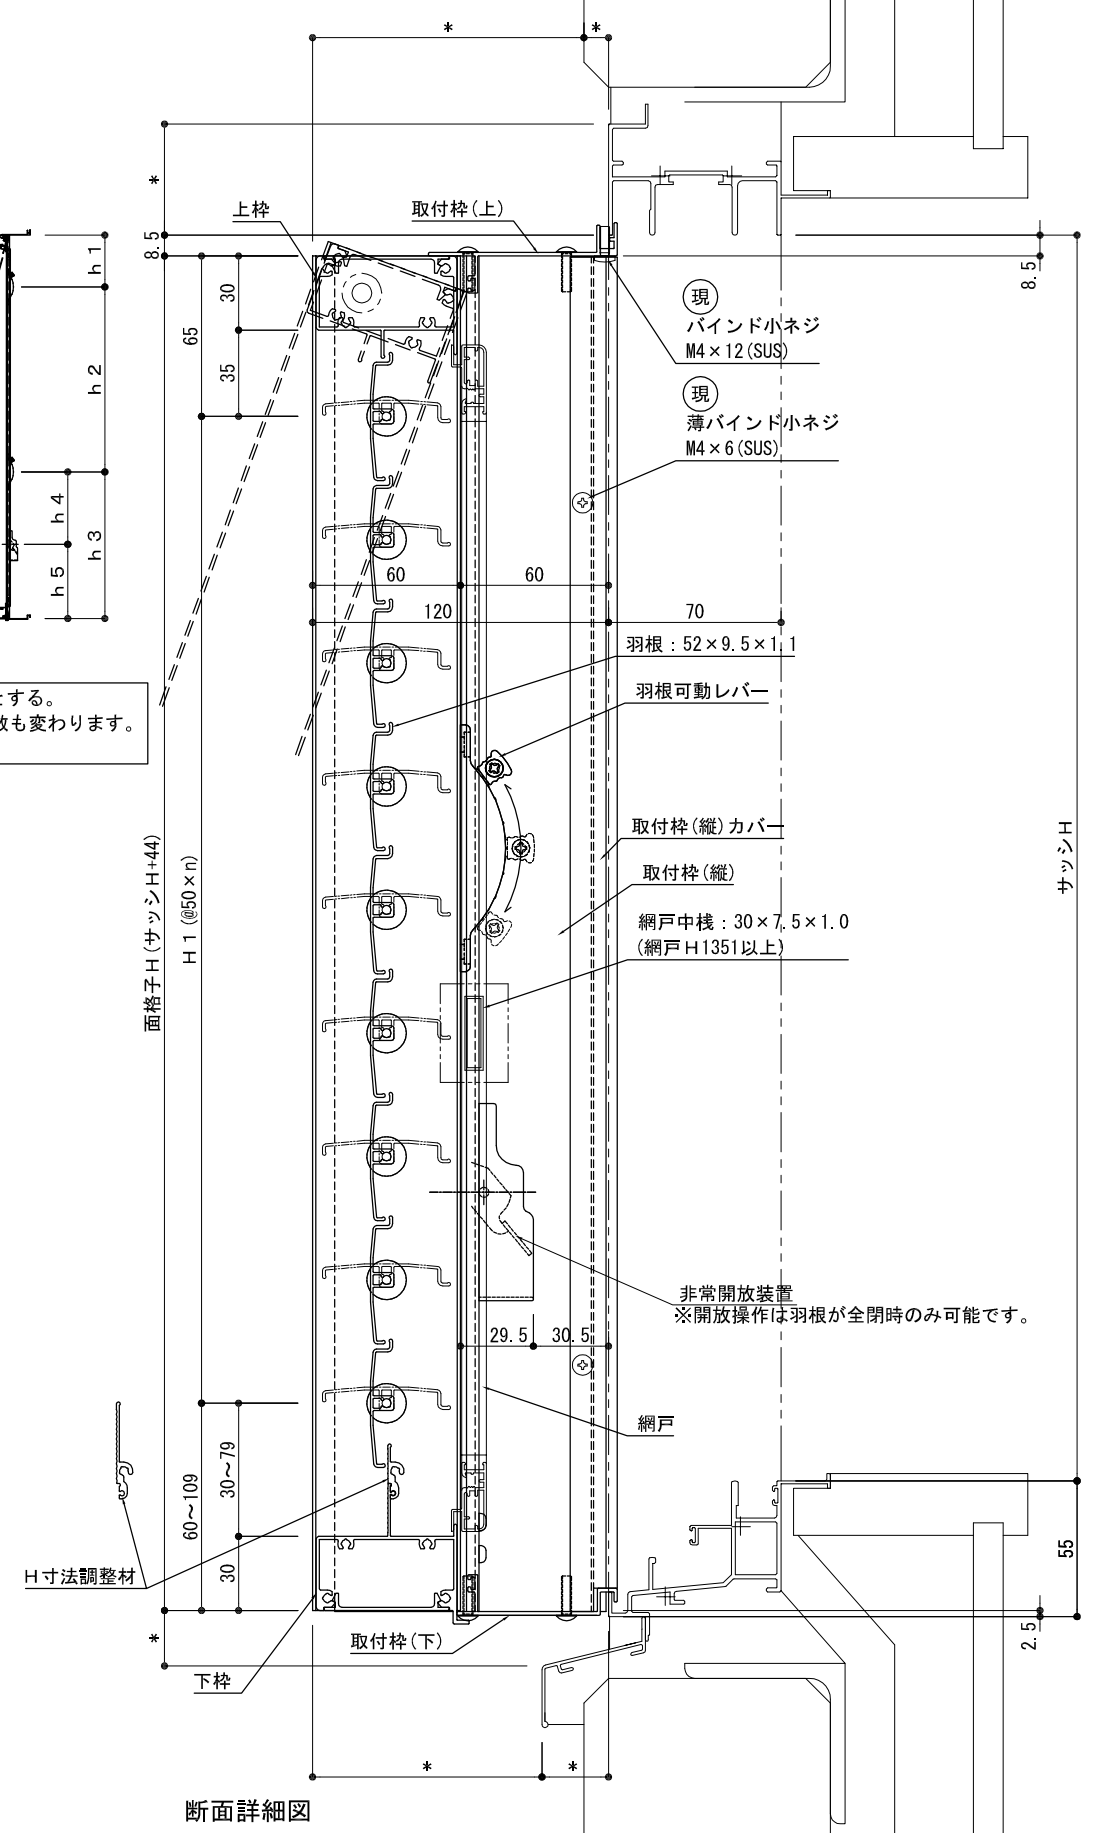 *
*
*
8.5
上枠
取付枠(上)
8.5
h1
h2
h3
h4
h5
30
65
35
現
バインド小ネジ
M4×12(SUS)
現
薄バインド小ネジ
M4×6(SUS)
60
60
120
70
羽根：52×9.5×1.1
羽根可動レバー
とする。
数も変わります。
取付枠(縦)カバー
取付枠(縦)
網戸中桟：30×7.5×1.0
(網戸H1351以上)
面格子H(サッシH+44)
H1(@50×n)
サッシH
非常開放装置
※開放操作は羽根が全閉時のみ可能です。
29.5
30.5
網戸
30〜79
60〜109
30
H寸法調整材
55
2.5
*
取付枠(下)
下枠
*
*
断面詳細図